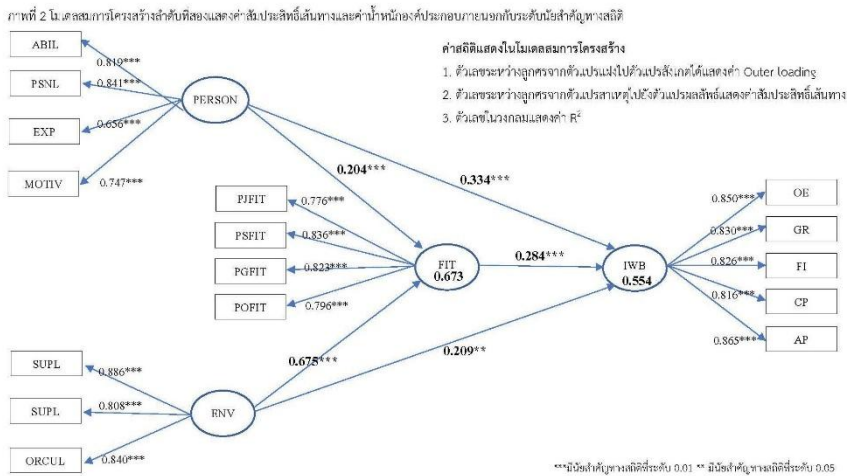 ภาพที่ 2 โมเดลสมการโครงสร้างลำดับที่สองแสดงค่าสัมประสิทธิ์เส้นทางและค่าน้ำหนักองค์ประกอบภายนอกกับระดับนัยสำคัญทางสถิติ
ค่าสถิติแสดงในโมเดลสมการโครงสร้าง
1. ตัวเลขระหว่างลูกศรจากตัวแปรแฝงไปตัวแปรสังเกตได้แสดงค่า Outer loading
2. ตัวเลขระหว่างลูกศรจากตัวแปรสาเหตุไปยังตัวแปรผลลัพธ์แสดงค่าสัมประสิทธิ์เส้นทาง
3. ตัวเลขในวงกลมแสดงค่า R²
ABIL
0.819***
PSNL
0.841***
EXP
0.656***
MOTIV
0.747***
PERSON
0.204***
0.334***
PJFIT
0.776***
PSFIT
0.836***
PGFIT
0.823***
POFIT
0.796***
FIT
0.673
0.284***
IWB
0.554
0.850***
OE
0.830***
GR
0.826***
FI
0.816***
CP
0.865***
AP
0.675***
0.209**
SUPL
0.886***
SUPL
0.808***
ORCUL
0.840***
ENV
***มีนัยสำคัญทางสถิติที่ระดับ 0.01 ** มีนัยสำคัญทางสถิติที่ระดับ 0.05